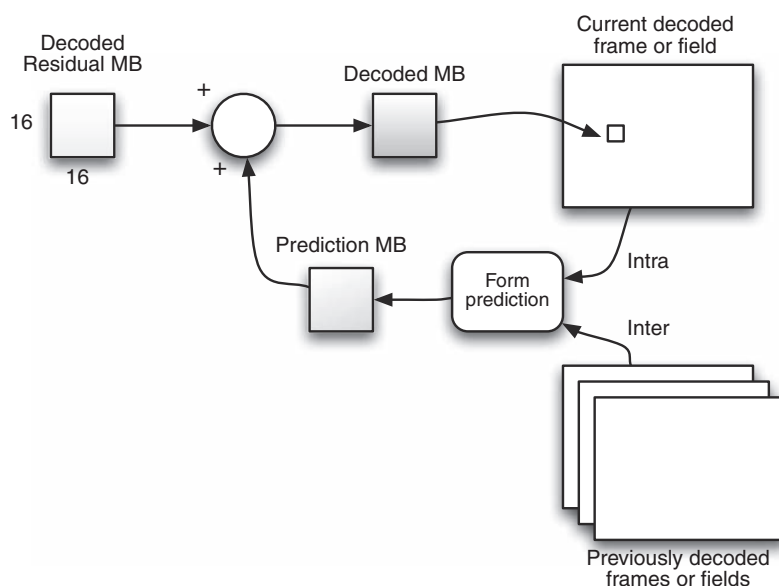 Current decoded
frame or field
Decoded
Residual MB
Decoded MB
+
16
+
16
Prediction MB
Form
prediction
Intra
Inter
Previously decoded
frames or fields